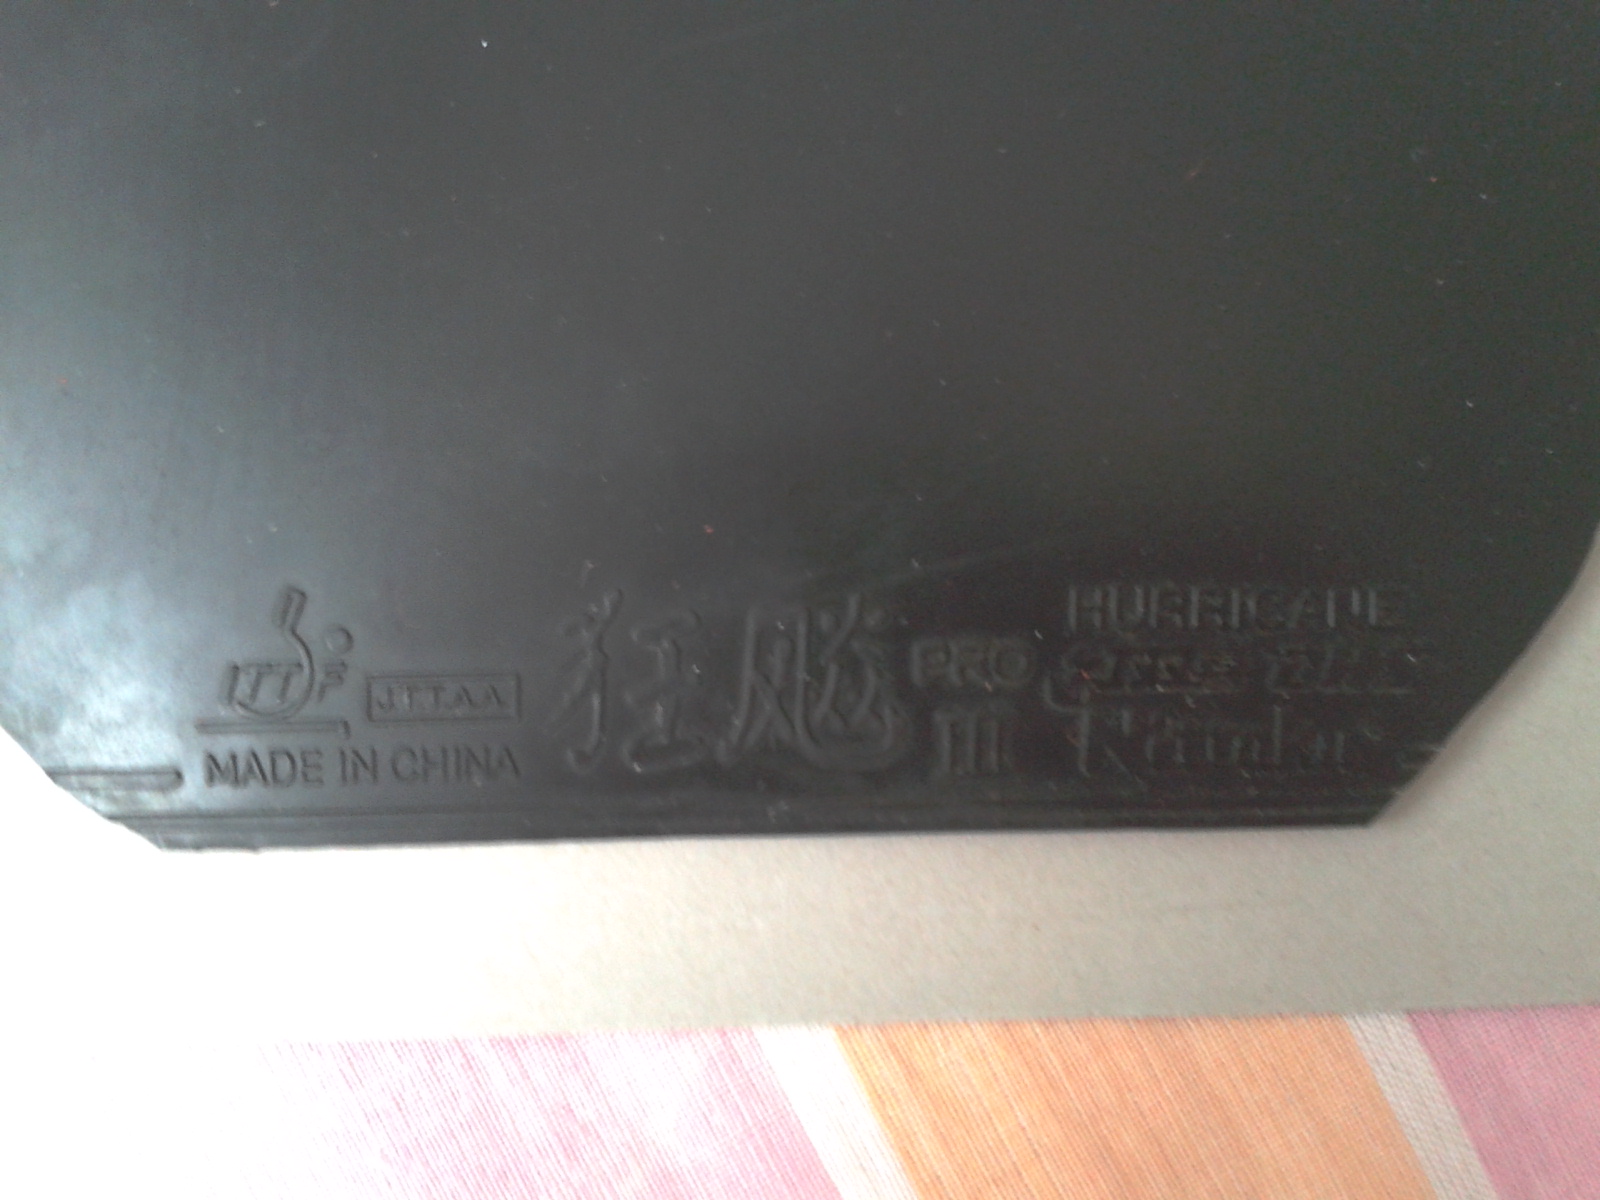 ITTF
J.T.T.A.A
MADE IN CHINA
狂飚
PRO
III
HURRICANE